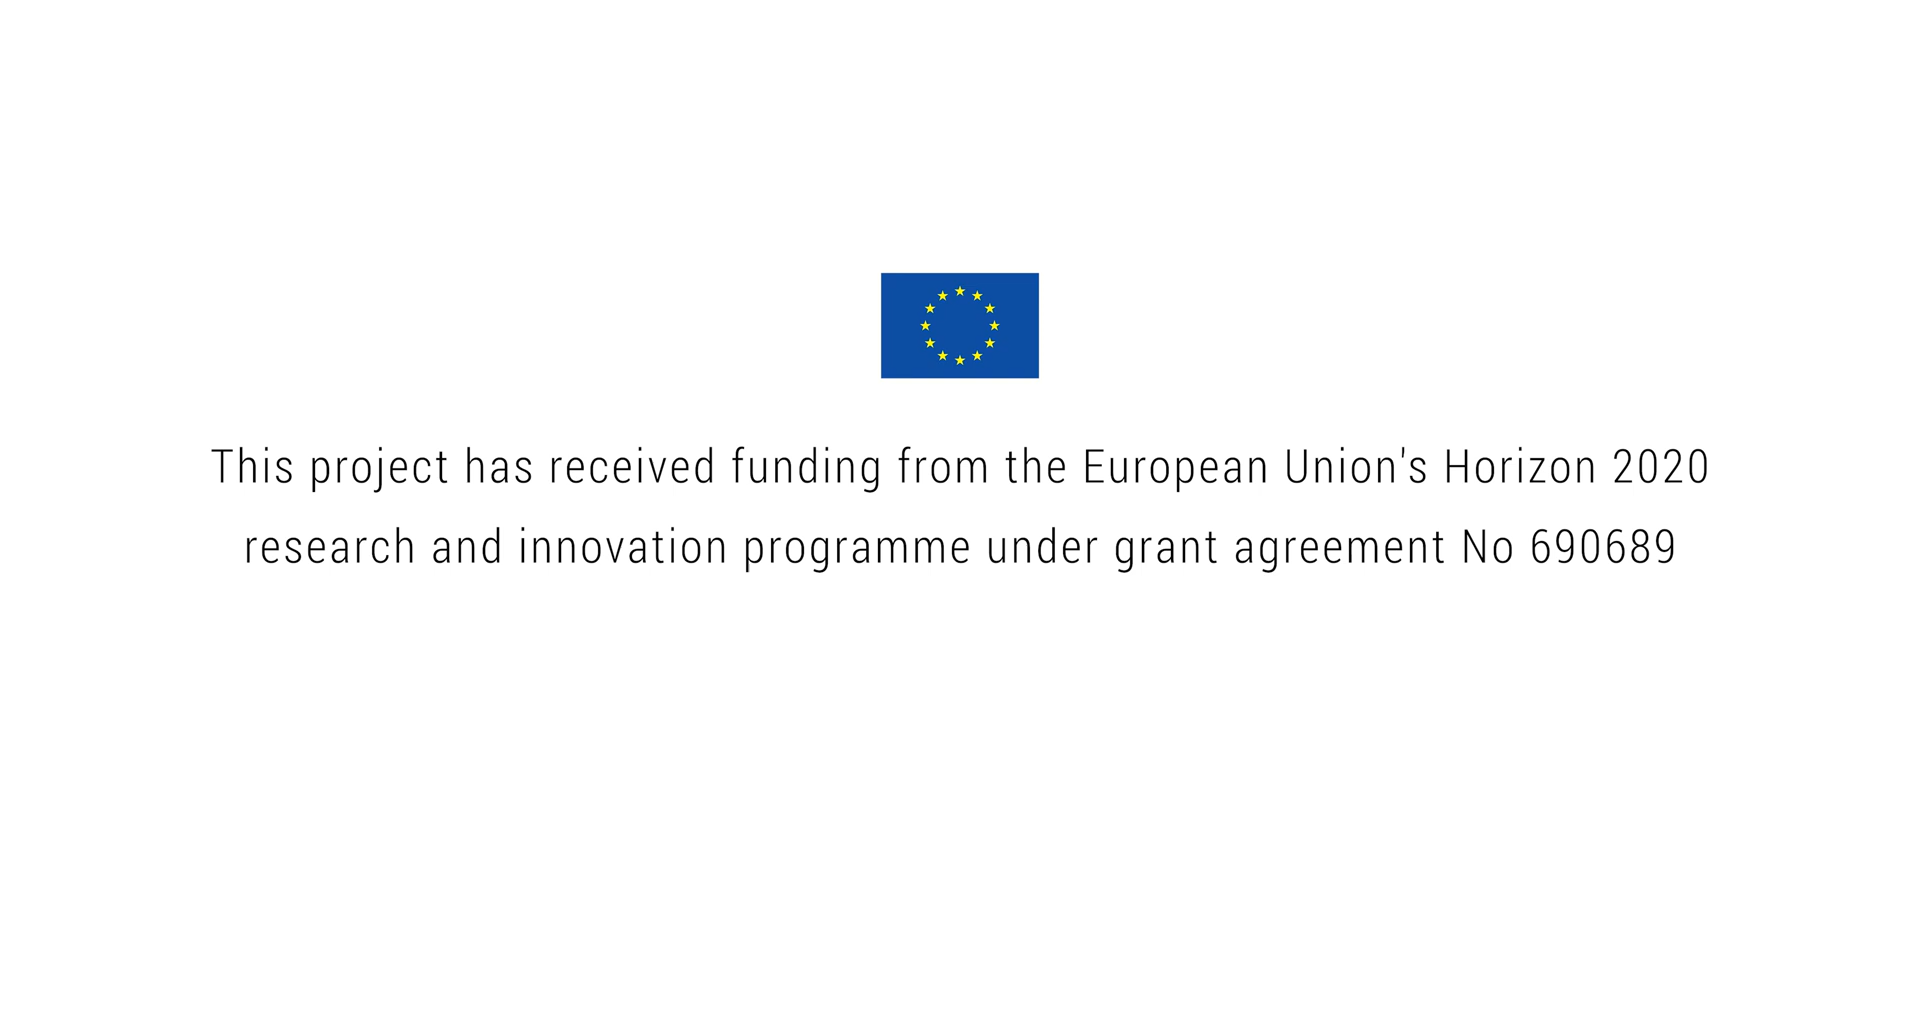 This project has received funding from the European Union's Horizon 2020
research and innovation programme under grant agreement No 690689